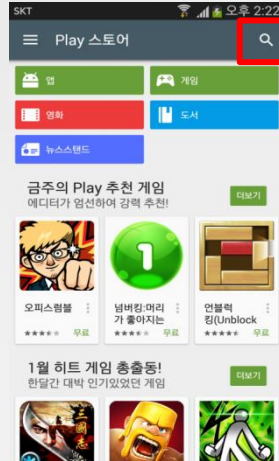 SKT 오후 2:22
Play 스토어
앱
게임
영화
도서
뉴스스탠드
금주의 Play 추천 게임
에디터가 엄선하여 강력 추천!
더보기
오피스럼블
무료
넘버킹:머리
가 좋아지는
무료
언블럭
킹(Unblock
무료
1월 히트 게임 총출동!
한달간 대박 인기있었던 게임
더보기